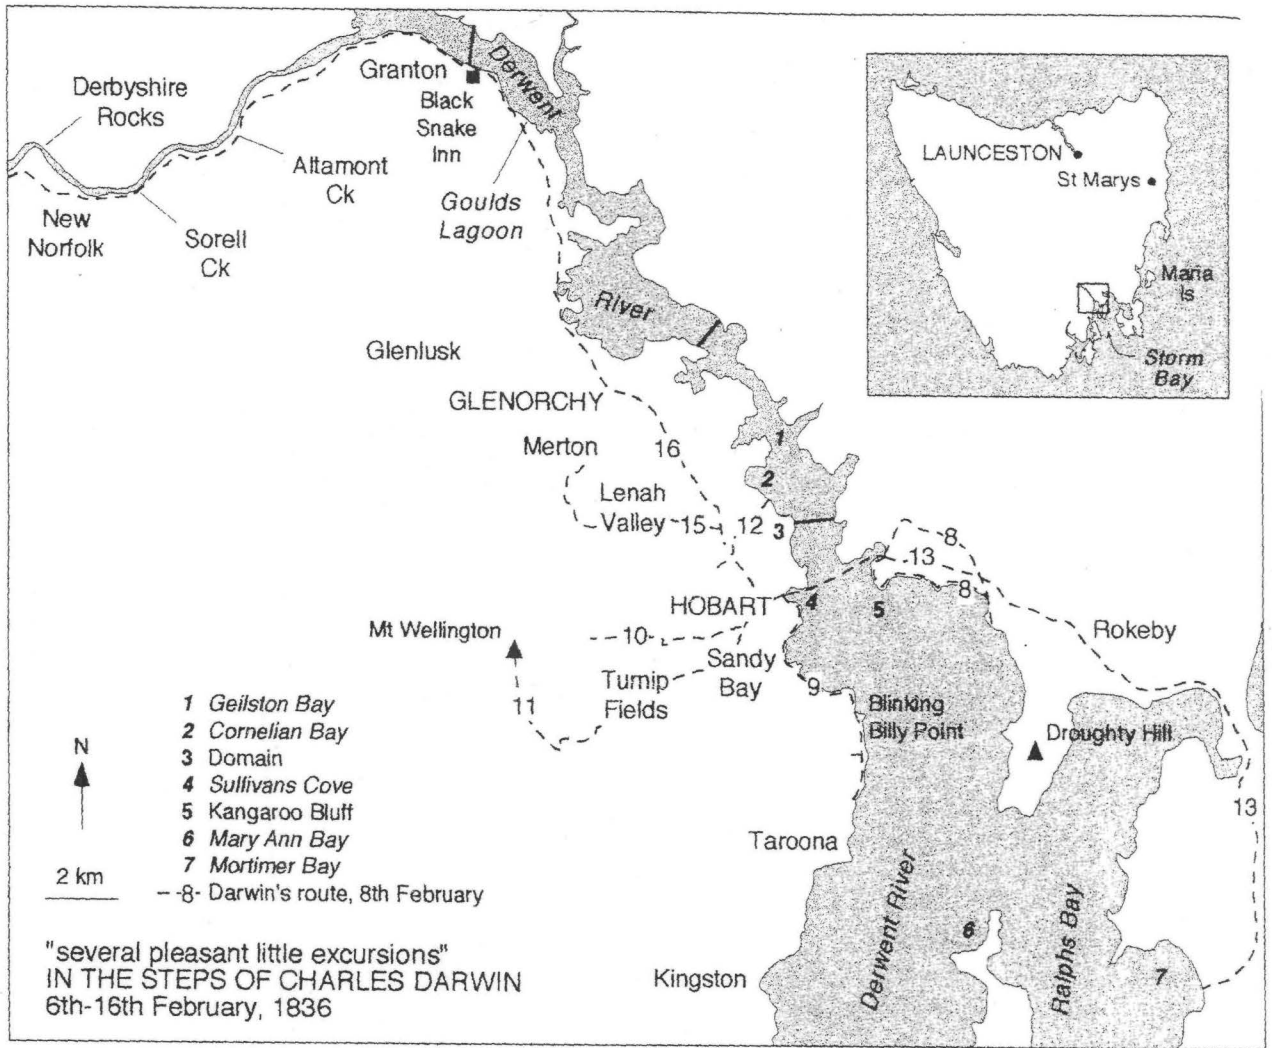 Derbyshire
Rocks
Granton
Derwent
Black
Snake
Inn
Altamont
Ck
Goulds
Lagoon
New
Norfolk
Sorell
Ck
LAUNCESTON
St Marys
Maria
Is
Storm
Bay
River
Glenlusk
GLENORCHY
Merton
16
1
2
Lenah
Valley
15
12
3
8
13
8
HOBART
4
5
Mt Wellington
10
Sandy
Bay
Rokeby
Turnip
Fields
11
9
Blinking
Billy Point
Droughty Hill
13
Taroona
Derwent River
Ralphs Bay
6
7
Kingston
1 Geilston Bay
2 Cornelian Bay
3 Domain
4 Sullivans Cove
5 Kangaroo Bluff
6 Mary Ann Bay
7 Mortimer Bay
- -8- Darwin's route, 8th February
N
2 km
"several pleasant little excursions"
IN THE STEPS OF CHARLES DARWIN
6th-16th February, 1836